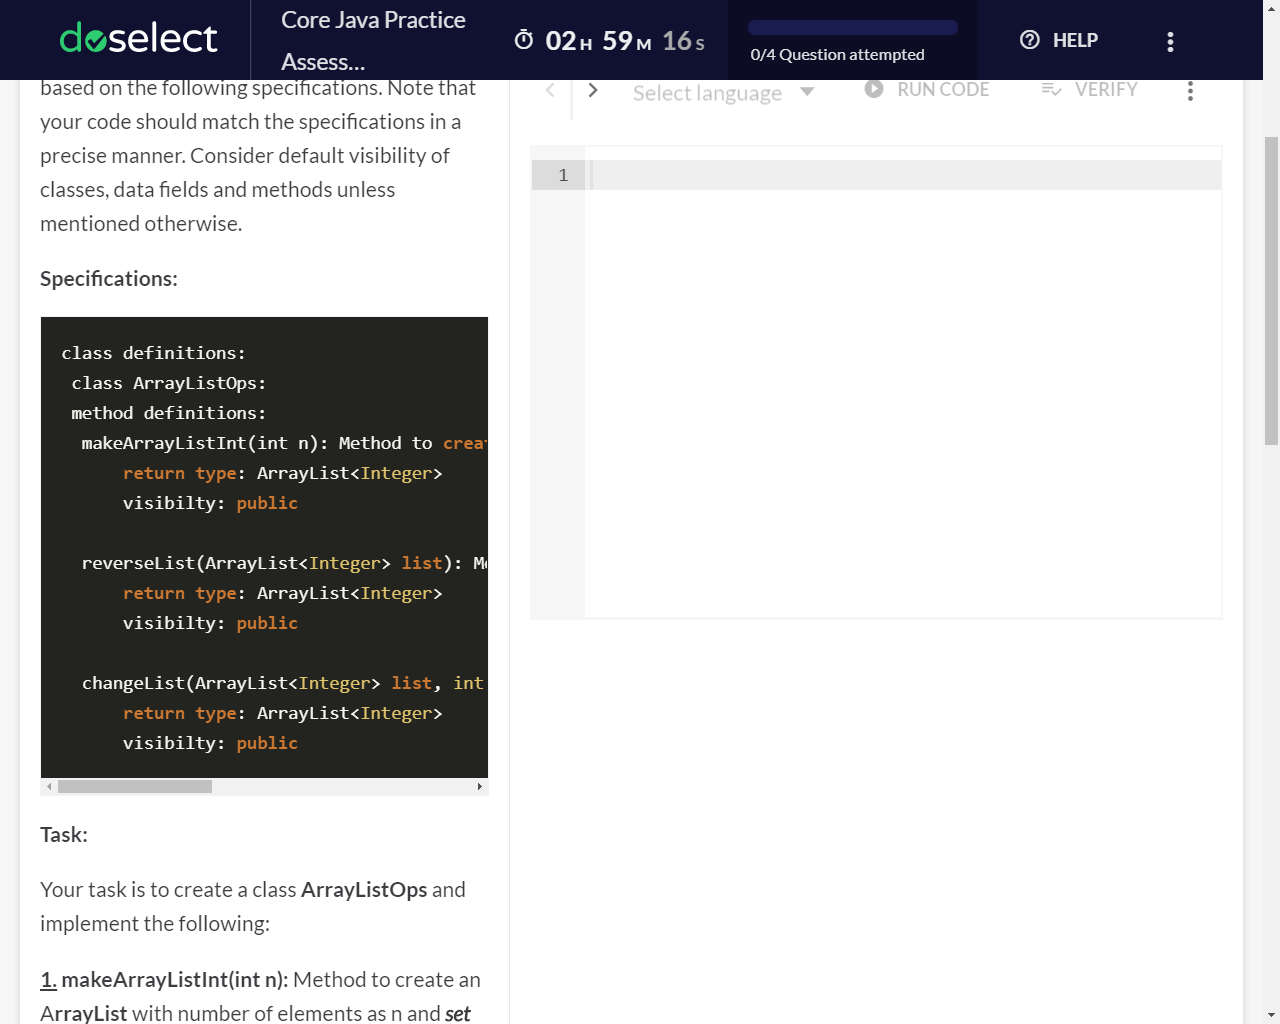 doselect
Core Java Practice
Assess...
02H 59M 16S
0/4 Question attempted
HELP
based on the following specifications. Note that
your code should match the specifications in a
precise manner. Consider default visibility of
classes, data fields and methods unless
mentioned otherwise.
Specifications:
class definitions:
class ArrayListOps:
method definitions:
makeArrayListInt(int n): Method to creat
return type: ArrayList<Integer>
visibilty: public
reverseList(ArrayList<Integer> list): Me
return type: ArrayList<Integer>
visibilty: public
changeList(ArrayList<Integer> list, int
return type: ArrayList<Integer>
visibilty: public
Task:
Your task is to create a class ArrayListOps and
implement the following:
1. makeArrayListInt(int n): Method to create an
ArrayList with number of elements as n and set
Select language
RUN CODE
VERIFY
1